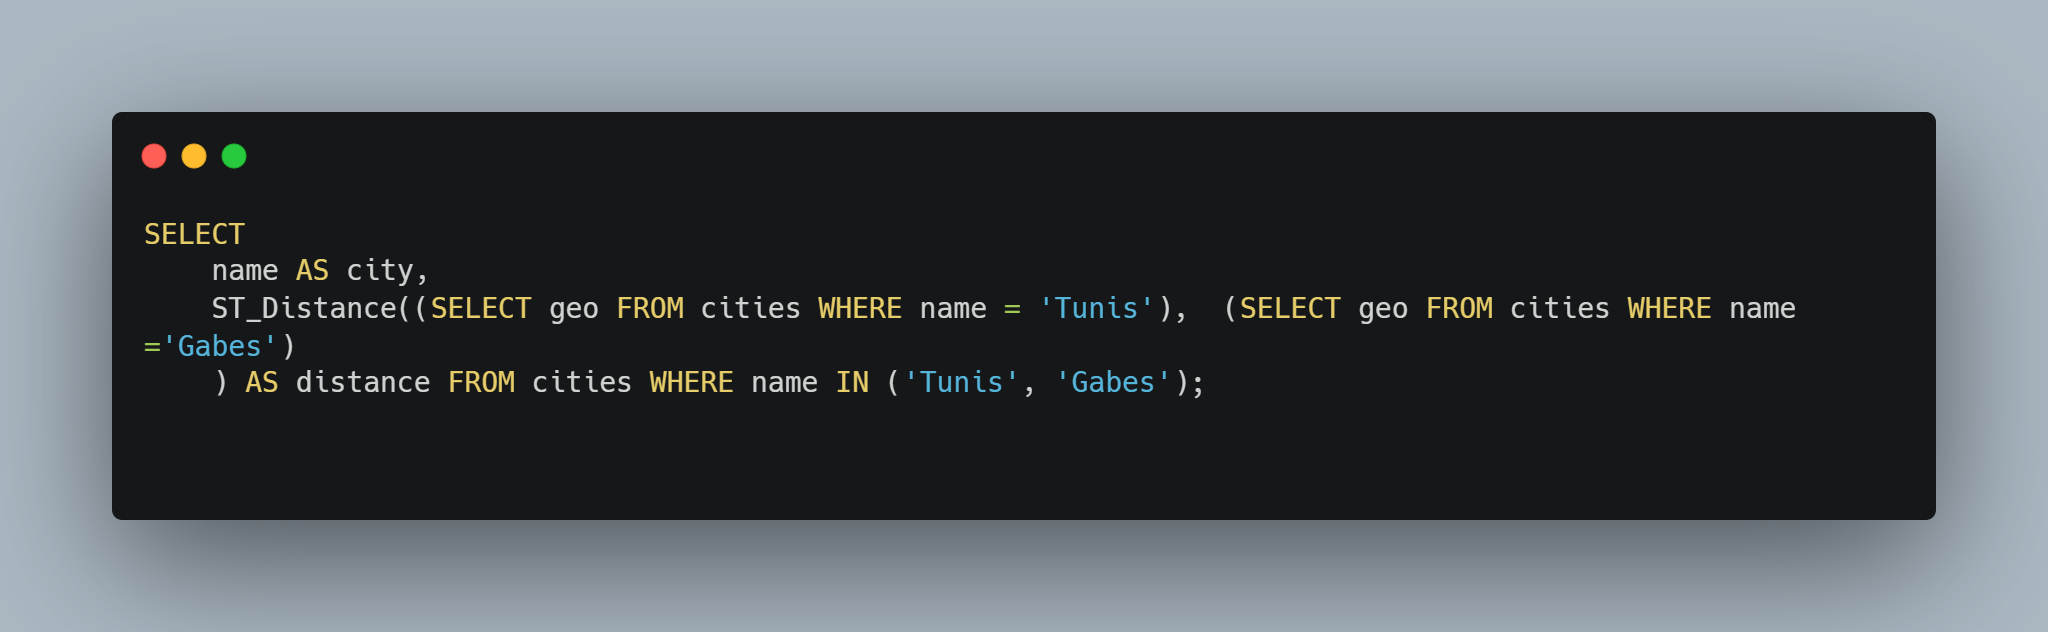 SELECT
    name AS city,
    ST_Distance((SELECT geo FROM cities WHERE name = 'Tunis'),  (SELECT geo FROM cities WHERE name
='Gabes')
    ) AS distance FROM cities WHERE name IN ('Tunis', 'Gabes');